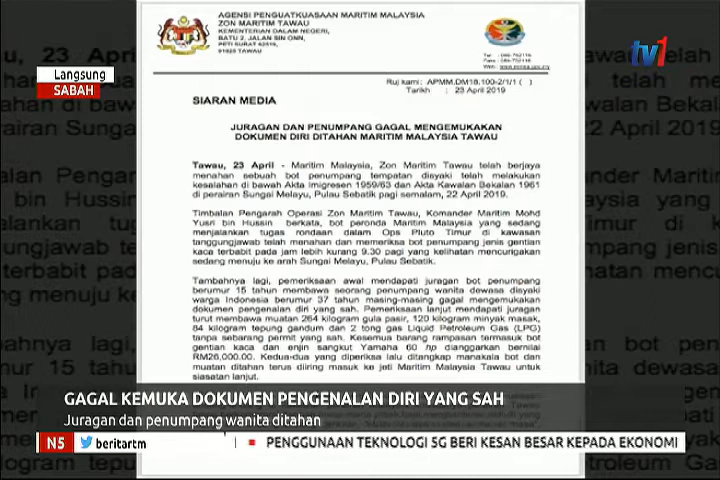 AGENSI PENGUATKUASAAN MARITIM MALAYSIA
ZON MARITIM TAWAU
KEMENTERIAN DALAM NEGERI,
BATU 2, JALAN SIN ONN,
PETI SURAT 62516,
91035 TAWAU
tv1
Langsung
SABAH
Ruj kami: APMM.DM18.100-2/1/1 ( )
Tarikh : 23 April 2019
SIARAN MEDIA
JURAGAN DAN PENUMPANG GAGAL MENGEMUKAKAN
DOKUMEN DIRI DITAHAN MARITIM MALAYSIA TAWAU
Tawau, 23 April - Maritim Malaysia, Zon Maritim Tawau telah berjaya
menahan sebuah bot penumpang tempatan disyaki telah melakukan
kesalahan di bawah Akta Imigresen 1959/63 dan Akta Kawalan Bekalan 1961
di perairan Sungai Melayu, Pulau Sebatik pagi semalam, 22 April 2019.
Timbalan Pengarah Operasi Zon Maritim Tawau, Komander Maritim Mohd
Yusri bin Hussin berkata, bot peronda Maritim Malaysia yang sedang
menjalankan tugas rondaan dalam Ops Pluto Timur di kawasan
tanggungjawab telah menahan dan memeriksa bot penumpang jenis gentian
kaca terbabit pada jam lebih kurang 9.30 pagi yang kelihatan mencurigakan
sedang menuju ke arah Sungai Melayu, Pulau Sebatik.
Tambahnya lagi, pemeriksaan awal mendapati juragan bot penumpang
berumur 15 tahun membawa seorang penumpang wanita dewasa disyaki
warga Indonesia berumur 37 tahun masing-masing gagal mengemukakan
dokumen pengenalan diri yang sah. Pemeriksaan lanjut mendapati juragan
turut membawa muatan 264 kilogram gula pasir, 120 kilogram minyak masak,
84 kilogram tepung gandum dan 2 tong gas Liquid Petroleum Gas (LPG)
tanpa sebarang permit yang sah. Kesemua barang rampasan termasuk bot
gentian kaca dan enjin sangkut Yamaha 60 hp dianggarkan bernilai
RM26,000.00. Kedua-dua yang diperiksa lalu ditangkap manakala bot dan
muatan ditahan terus diiring masuk ke jeti Maritim Malaysia Tawau untuk
siasatan lanjut.
GAGAL KEMUKA DOKUMEN PENGENALAN DIRI YANG SAH
Juragan dan penumpang wanita ditahan
N5 beritartm PENGGUNAAN TEKNOLOGI 5G BERI KESAN BESAR KEPADA EKONOMI